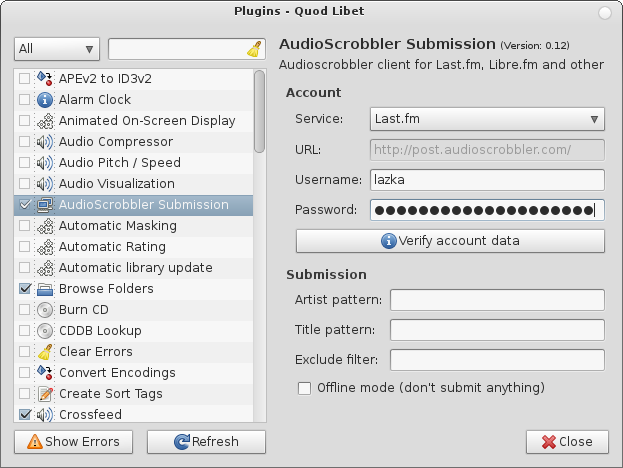 Plugins - Quod Libet
All
APEv2 to ID3v2
Alarm Clock
Animated On-Screen Display
Audio Compressor
Audio Pitch / Speed
Audio Visualization
AudioScrobbler Submission
Automatic Masking
Automatic Rating
Automatic library update
Browse Folders
Burn CD
CDDB Lookup
Clear Errors
Convert Encodings
Create Sort Tags
Crossfeed
Show Errors
Refresh
AudioScrobbler Submission (Version: 0.12)
Audioscrobbler client for Last.fm, Libre.fm and other
Account
Service: Last.fm
URL: http://post.audioscrobbler.com/
Username: lazka
Password: ●●●●●●●●●●●●●●●●●●●●
Verify account data
Submission
Artist pattern:
Title pattern:
Exclude filter:
Offline mode (don't submit anything)
Close